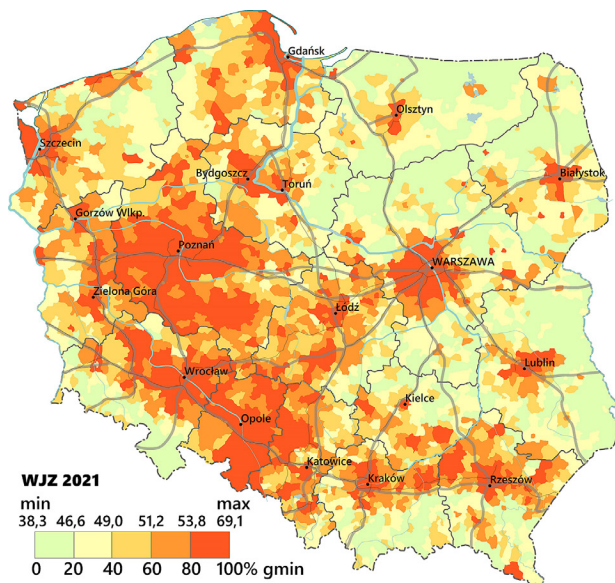 Gdańsk
Olsztyn
Szczecin
Bydgoszcz
Toruń
Białystok
Gorzów Wlkp.
Poznań
WARSZAWA
Zielona Góra
Łódź
Wrocław
Lublin
Kielce
Opole
Katowice
Kraków
Rzeszów
WJZ 2021
min max
38,3 46,6 49,0 51,2 53,8 69,1
0 20 40 60 80 100% gmin